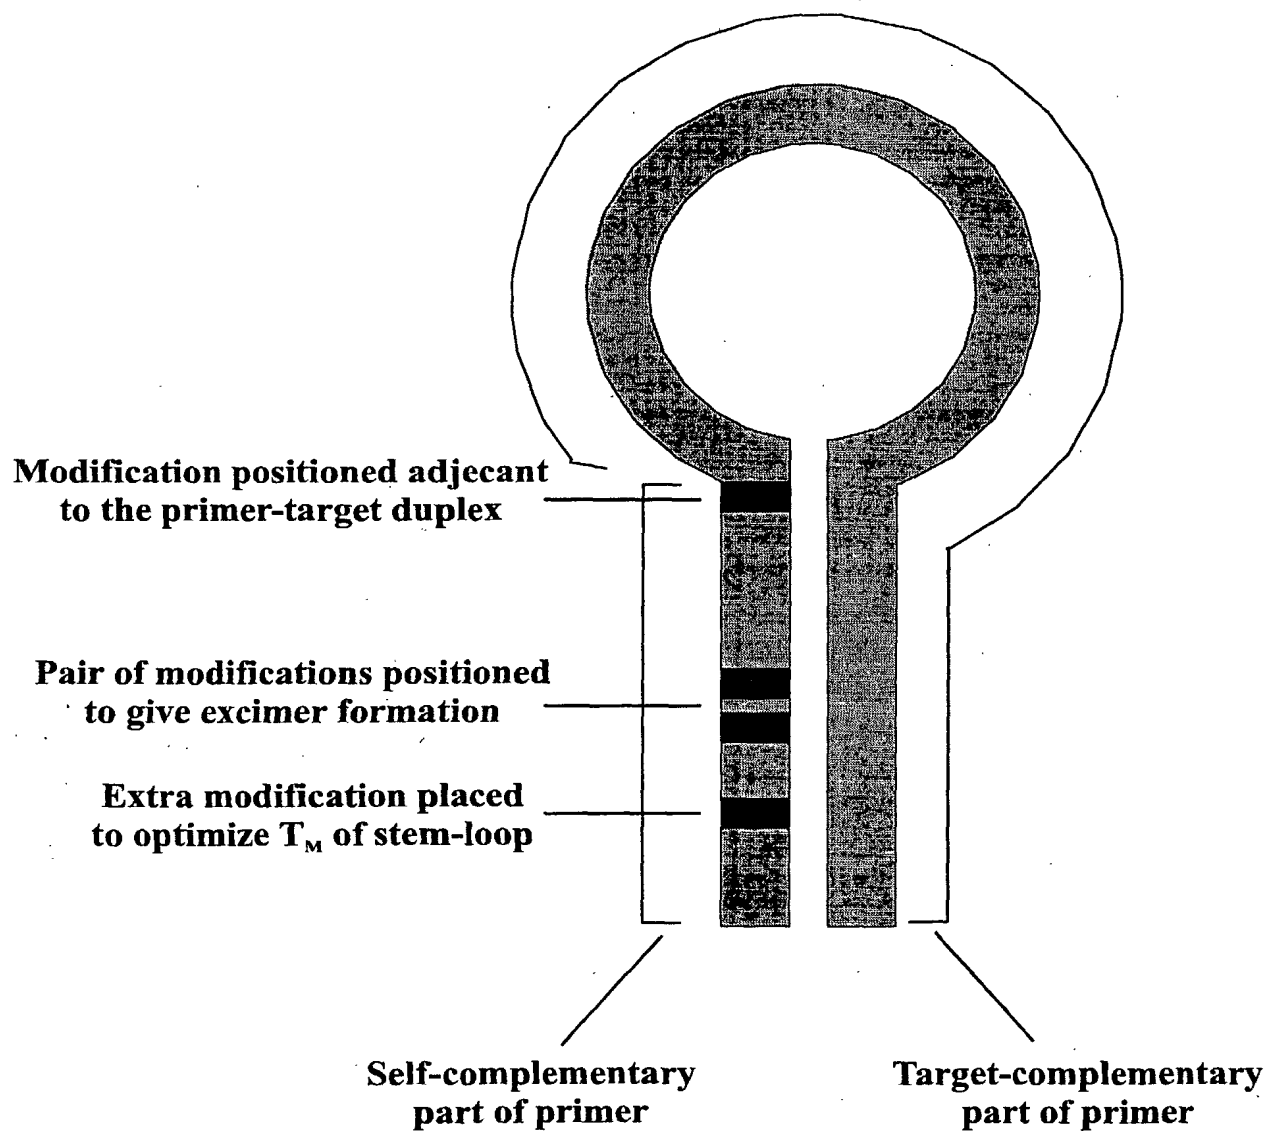 Modification positioned adjecant
to the primer-target duplex
Pair of modifications positioned
to give excimer formation
Extra modification placed
to optimize TM of stem-loop
Self-complementary
part of primer
Target-complementary
part of primer